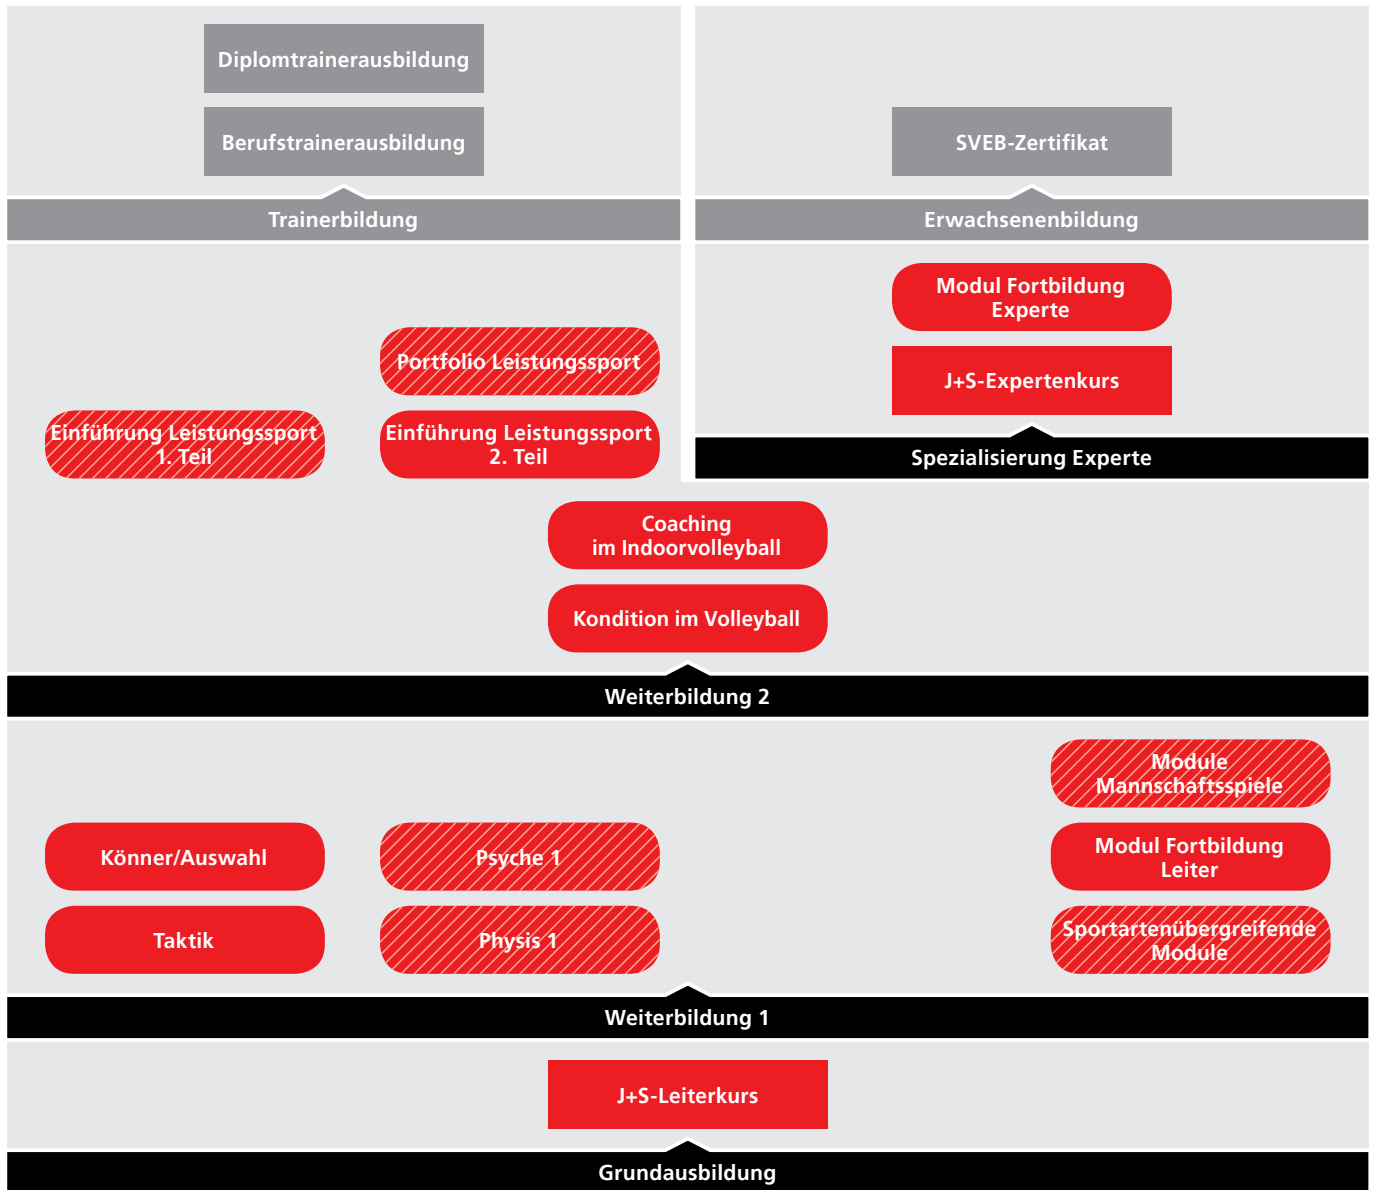 Diplomtrainerausbildung
Berufstrainerausbildung
SVEB-Zertifikat
Trainerbildung
Erwachsenenbildung
Modul Fortbildung
Experte
Portfolio Leistungssport
J+S-Expertenkurs
Einführung Leistungssport
1. Teil
Einführung Leistungssport
2. Teil
Spezialisierung Experte
Coaching
im Indoorvolleyball
Kondition im Volleyball
Weiterbildung 2
Module
Mannschaftsspiele
Könner/Auswahl
Psyche 1
Modul Fortbildung
Leiter
Taktik
Physis 1
Sportartenübergreifende
Module
Weiterbildung 1
J+S-Leiterkurs
Grundausbildung